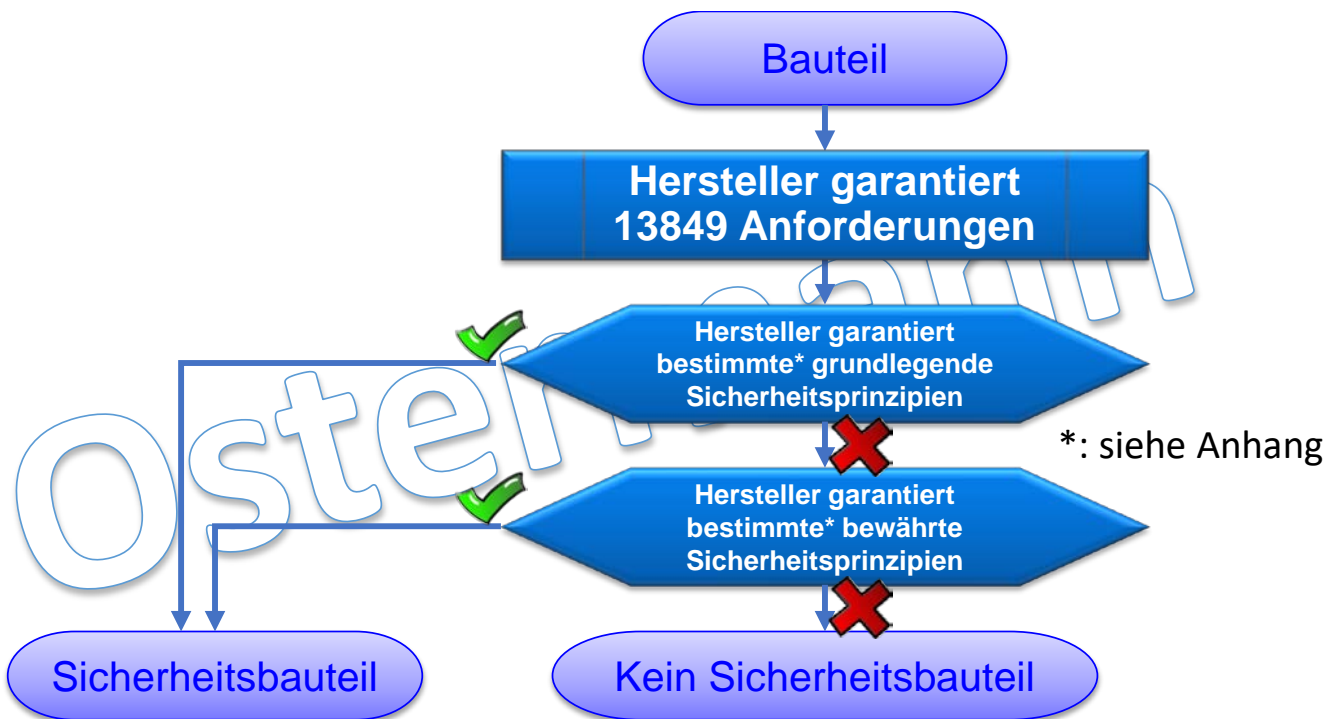 Bauteil
Hersteller garantiert
13849 Anforderungen
Hersteller garantiert
bestimmte* grundlegende
Sicherheitsprinzipien
*: siehe Anhang
Hersteller garantiert
bestimmte* bewährte
Sicherheitsprinzipien
Sicherheitsbauteil
Kein Sicherheitsbauteil